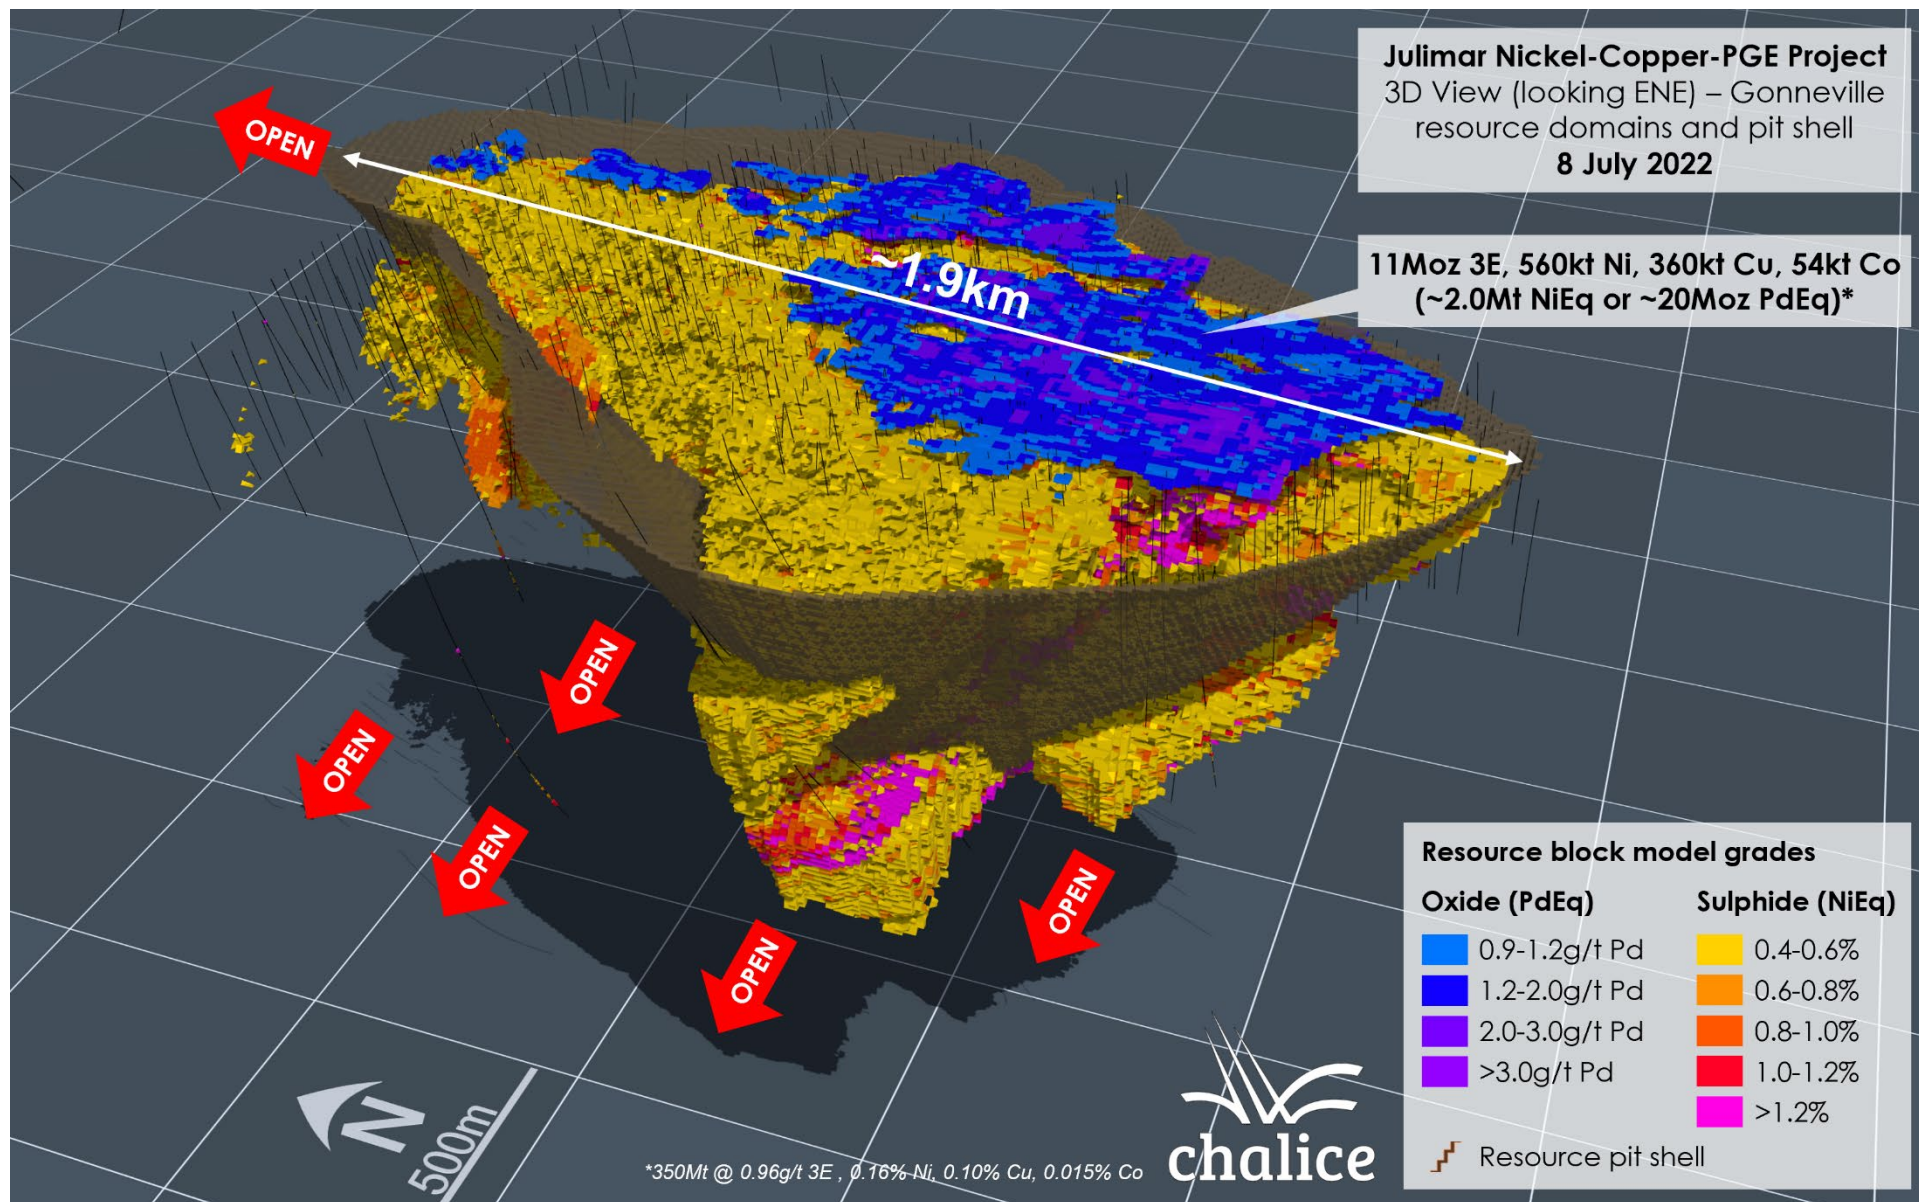 Julimar Nickel-Copper-PGE Project
3D View (looking ENE) – Gonneville
resource domains and pit shell
8 July 2022
OPEN
~1.9km
11Moz 3E, 560kt Ni, 360kt Cu, 54kt Co
(~2.0Mt NiEq or ~20Moz PdEq)*
OPEN
OPEN
OPEN
OPEN
OPEN
Resource block model grades
Oxide (PdEq)
0.9-1.2g/t Pd
1.2-2.0g/t Pd
2.0-3.0g/t Pd
>3.0g/t Pd
Sulphide (NiEq)
0.4-0.6%
0.6-0.8%
0.8-1.0%
1.0-1.2%
>1.2%
Resource pit shell
N
500m
*350Mt @ 0.96g/t 3E , 0.16% Ni, 0.10% Cu, 0.015% Co
chalice